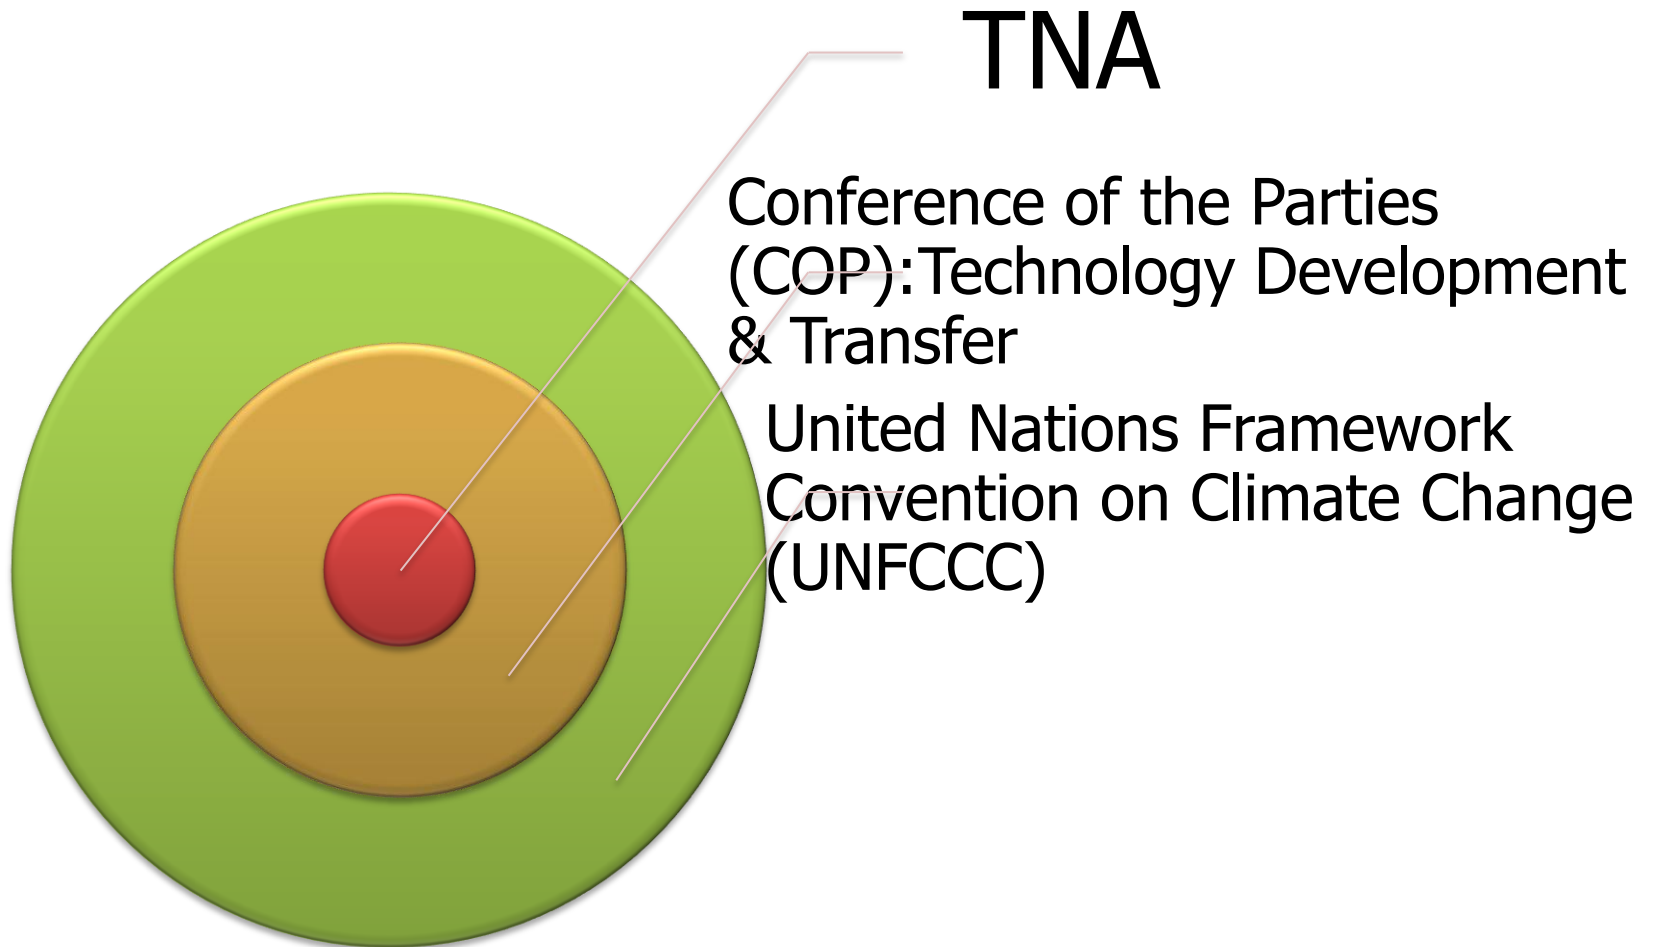 TNA
Conference of the Parties
(COP):Technology Development
& Transfer
United Nations Framework
Convention on Climate Change
(UNFCCC)